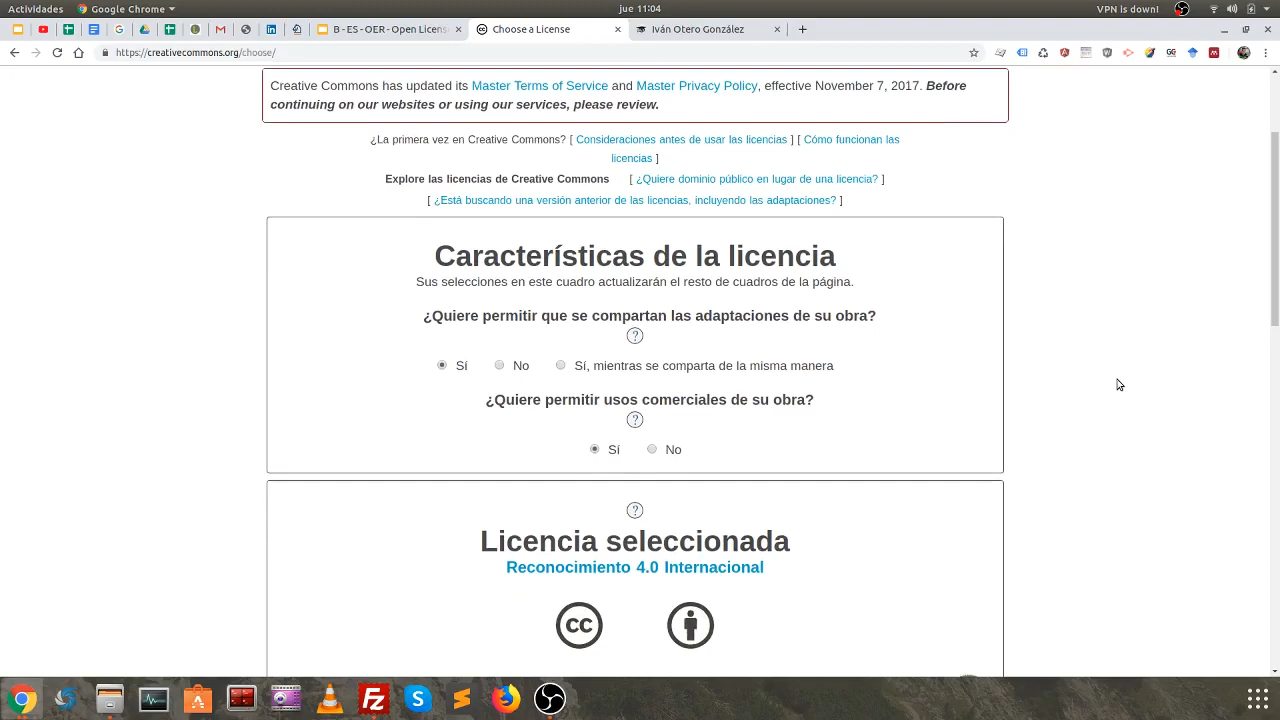 Actividades Google Chrome jue 11:04 VPN is down!
B - ES - OER - Open Licens Choose a License Iván Otero González
https://creativecommons.org/choose/
Creative Commons has updated its Master Terms of Service and Master Privacy Policy, effective November 7, 2017. Before
continuing on our websites or using our services, please review.
¿La primera vez en Creative Commons? [ Consideraciones antes de usar las licencias ] [ Cómo funcionan las
licencias ]
Explore las licencias de Creative Commons [ ¿Quiere dominio público en lugar de una licencia? ]
[ ¿Está buscando una versión anterior de las licencias, incluyendo las adaptaciones? ]
Características de la licencia
Sus selecciones en este cuadro actualizarán el resto de cuadros de la página.
¿Quiere permitir que se compartan las adaptaciones de su obra?
?
Sí No Sí, mientras se comparta de la misma manera
¿Quiere permitir usos comerciales de su obra?
?
Sí No
?
Licencia seleccionada
Reconocimiento 4.0 Internacional
cc